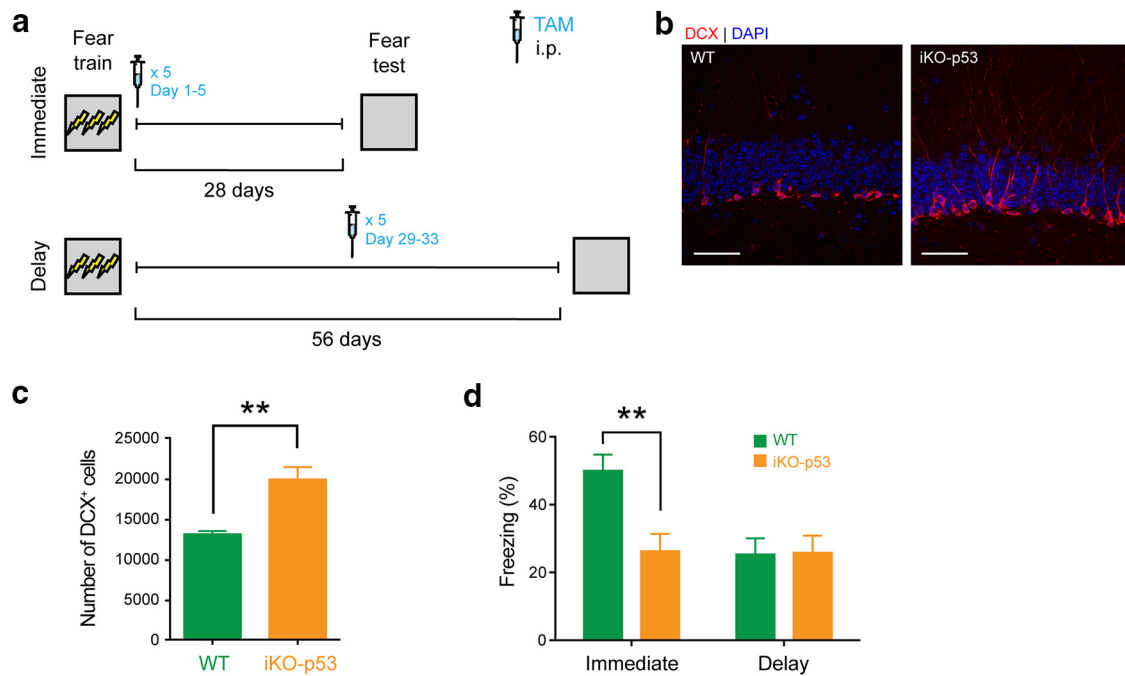 a
Fear train
Fear test
TAM
i.p.
Immediate
x 5
Day 1-5
28 days
Delay
x 5
Day 29-33
56 days
b
DCX | DAPI
WT
iKO-p53
c
**
Number of DCX+ cells
25000
20000
15000
10000
5000
0
WT
iKO-p53
d
**
WT
iKO-p53
Freezing (%)
60
40
20
0
Immediate
Delay